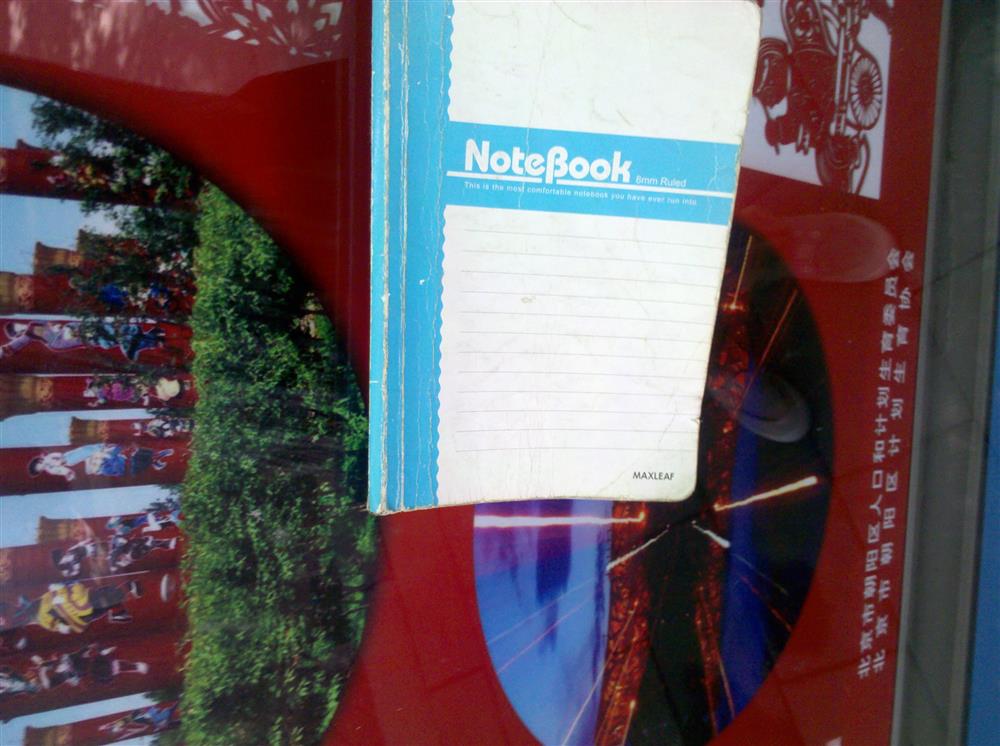 NoteBook
6mm Ruled
This is the most comfortable notebook you have ever run into
MAXLEAF
北京市朝阳区人口和计划生育委员会
北京市朝阳区计划生育协会